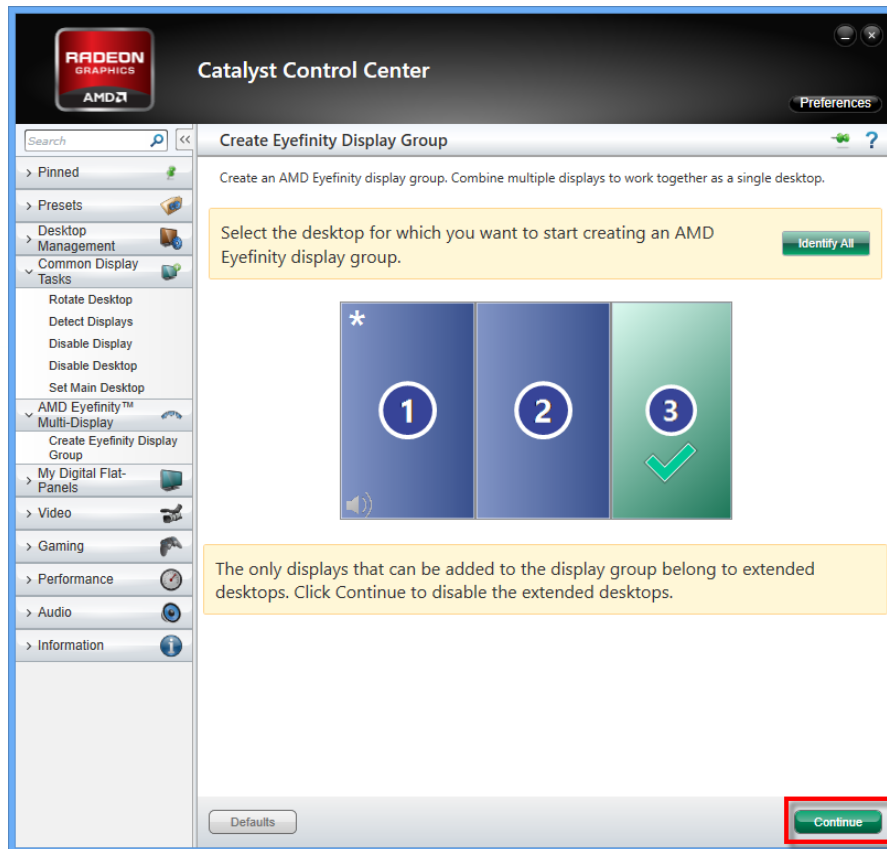 RADEON
GRAPHICS
AMD
Catalyst Control Center
Preferences
Search
<<
Create Eyefinity Display Group
?
> Pinned
> Presets
> Desktop
Management
Common Display
Tasks
Rotate Desktop
Detect Displays
Disable Display
Disable Desktop
Set Main Desktop
AMD Eyefinity™
Multi-Display
Create Eyefinity Display
Group
> My Digital Flat-
Panels
> Video
> Gaming
> Performance
> Audio
> Information
Create an AMD Eyefinity display group. Combine multiple displays to work together as a single desktop.
Select the desktop for which you want to start creating an AMD
Eyefinity display group.
Identify All
*
1
2
3
The only displays that can be added to the display group belong to extended
desktops. Click Continue to disable the extended desktops.
Defaults
Continue